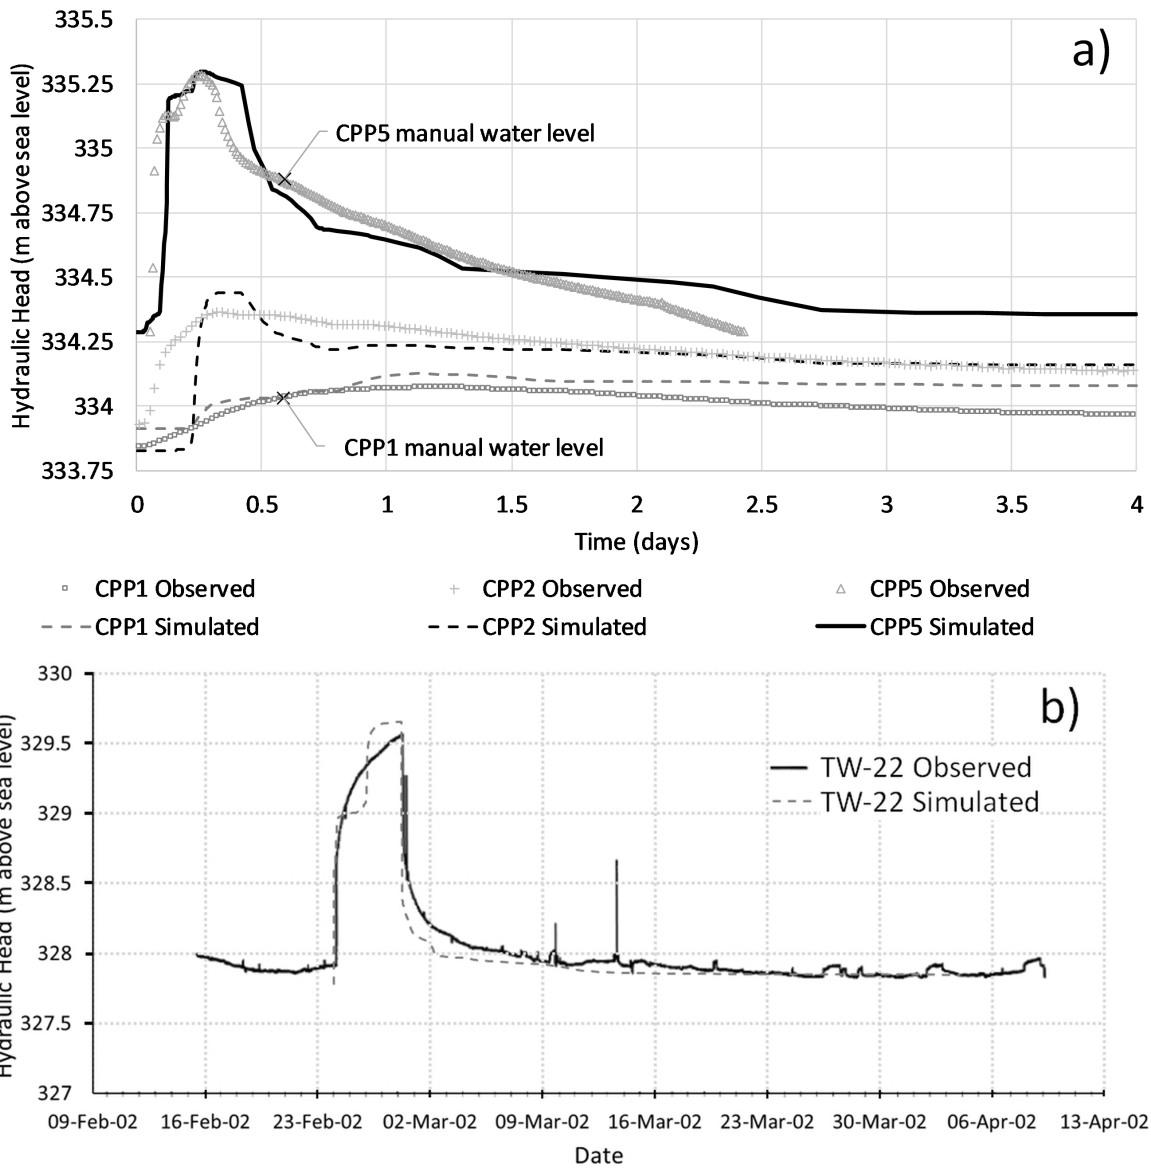 335.5
a)
335.25
335
334.75
334.5
334.25
334
333.75
Hydraulic Head (m above sea level)
CPP5 manual water level
CPP1 manual water level
0 0.5 1 1.5 2 2.5 3 3.5 4
Time (days)
CPP1 Observed CPP2 Observed CPP5 Observed
CPP1 Simulated CPP2 Simulated CPP5 Simulated
330
b)
329.5
329
328.5
328
327.5
327
Hydraulic Head (m above sea level)
TW-22 Observed
TW-22 Simulated
09-Feb-02 16-Feb-02 23-Feb-02 02-Mar-02 09-Mar-02 16-Mar-02 23-Mar-02 30-Mar-02 06-Apr-02 13-Apr-02
Date